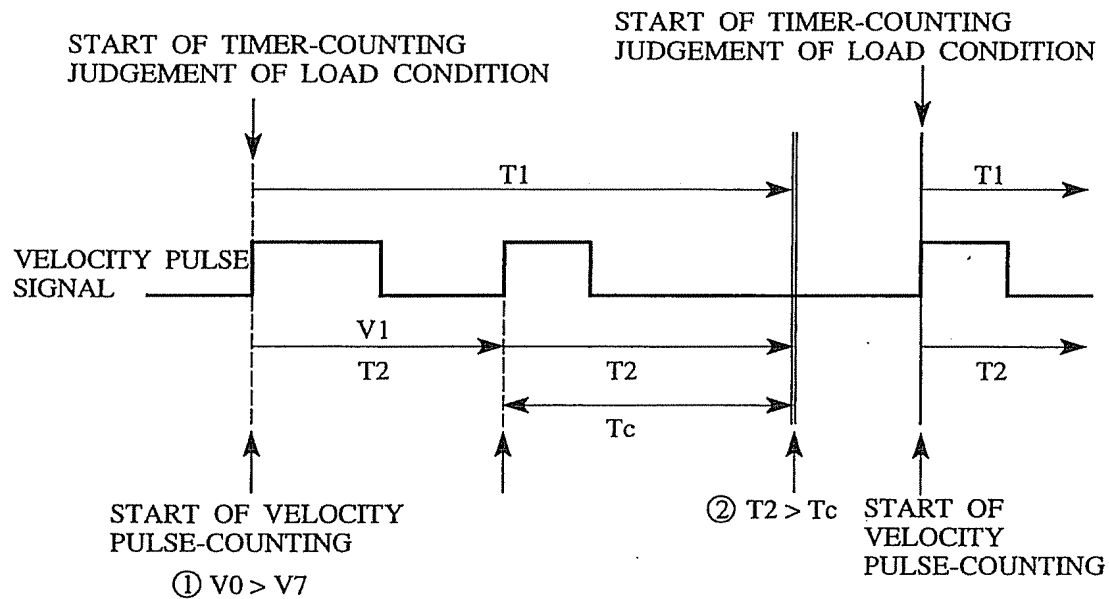 START OF TIMER-COUNTING
JUDGEMENT OF LOAD CONDITION
START OF TIMER-COUNTING
JUDGEMENT OF LOAD CONDITION
T1
T1
VELOCITY PULSE
SIGNAL
V1
T2
T2
T2
Tc
START OF VELOCITY
PULSE-COUNTING
① V0 > V7
② T2 > Tc
START OF
VELOCITY
PULSE-COUNTING